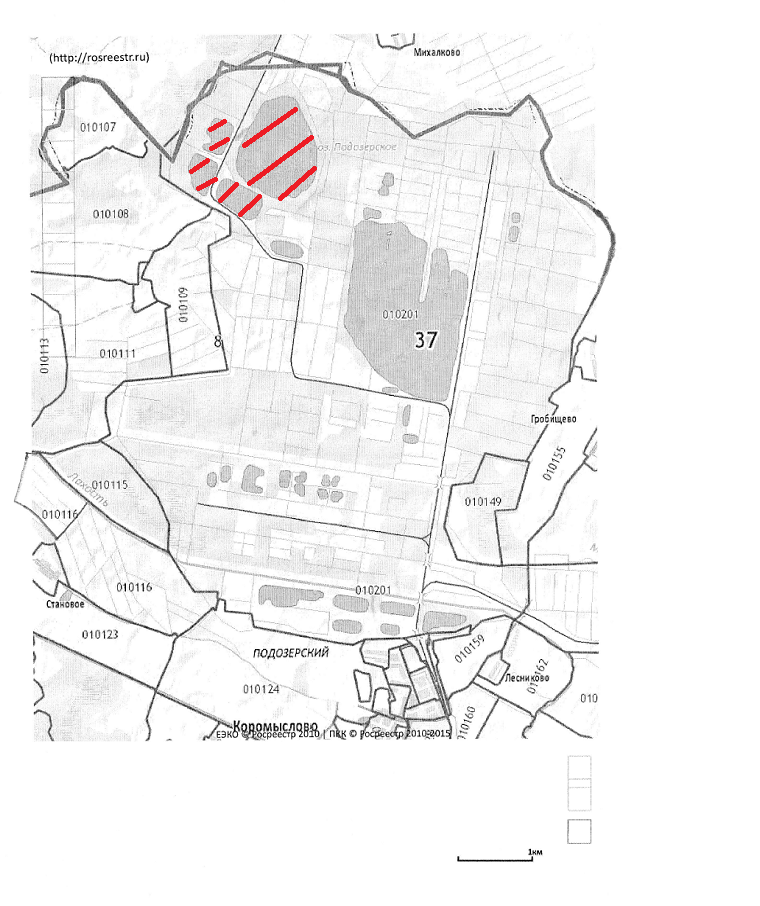 Михалково
(http://rosreestr.ru)
010107
оз. Подозерское
010108
010109
010201
37
8
010113
010111
Гробищево
010155
010115
Лахость
010149
010116
010116
010201
Становое
010123
ПОДОЗЕРСКИЙ
010159
010124
Лесниково
010162
010
010160
Коромыслово
ЕЭКО © Росреестр 2010 | ПКК © Росреестр 2010-2015
1км